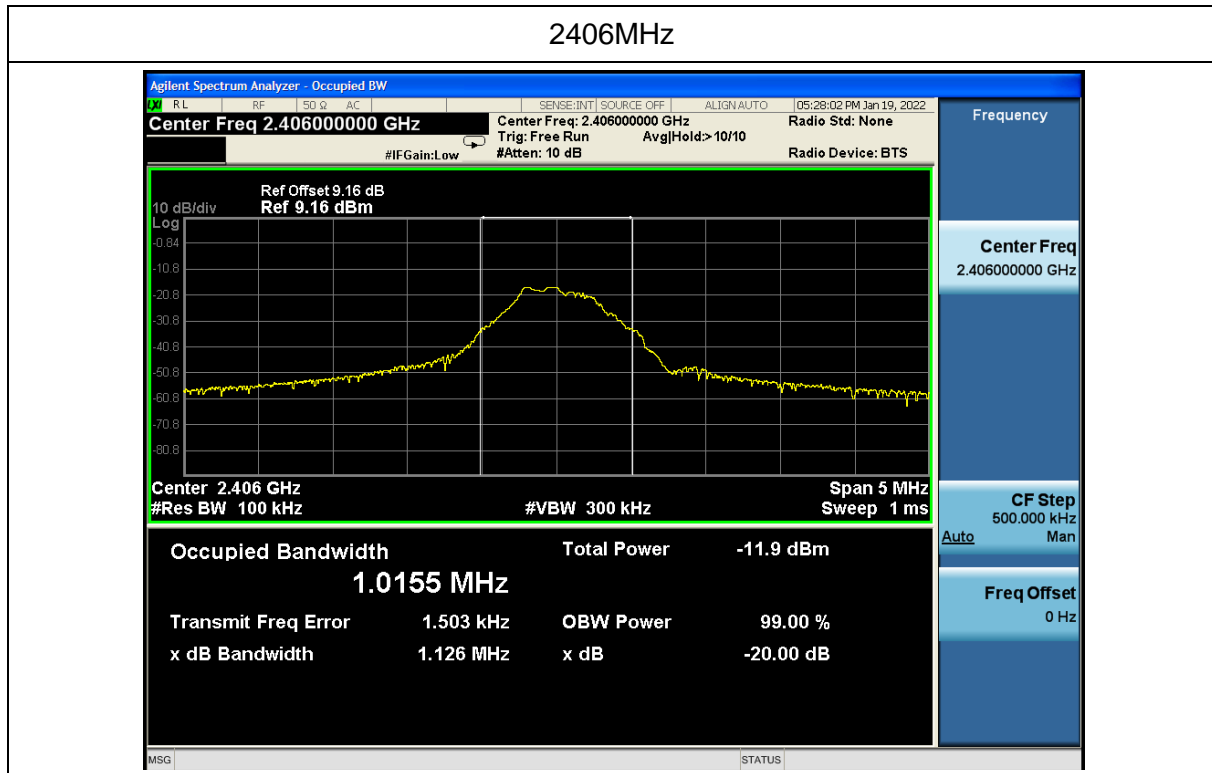 2406MHz
Agilent Spectrum Analyzer - Occupied BW
LXI RL RF 50 Ω AC SENSE:INT SOURCE OFF ALIGN AUTO 05:28:02 PM Jan 19, 2022
Center Freq 2.406000000 GHz
Center Freq: 2.406000000 GHz Radio Std: None
Trig: Free Run Avg|Hold:> 10/10
#IFGain:Low #Atten: 10 dB Radio Device: BTS
Frequency
Ref Offset 9.16 dB
10 dB/div Ref 9.16 dBm
Log
-0.84
-10.8
-20.8
-30.8
-40.8
-50.8
-60.8
-70.8
-80.8
Center 2.406 GHz Span 5 MHz
#Res BW 100 kHz #VBW 300 kHz Sweep 1 ms
Center Freq
2.406000000 GHz
CF Step
500.000 kHz
Auto Man
Freq Offset
0 Hz
Occupied Bandwidth Total Power -11.9 dBm
1.0155 MHz
Transmit Freq Error 1.503 kHz OBW Power 99.00 %
x dB Bandwidth 1.126 MHz x dB -20.00 dB
MSG STATUS